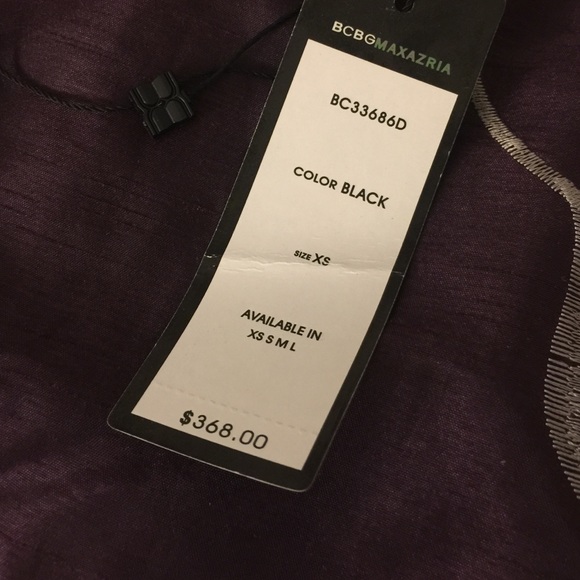 BCBGMAXAZRIA
BC33686D
COLOR BLACK
SIZE XS
AVAILABLE IN
XS S M L
$368.00